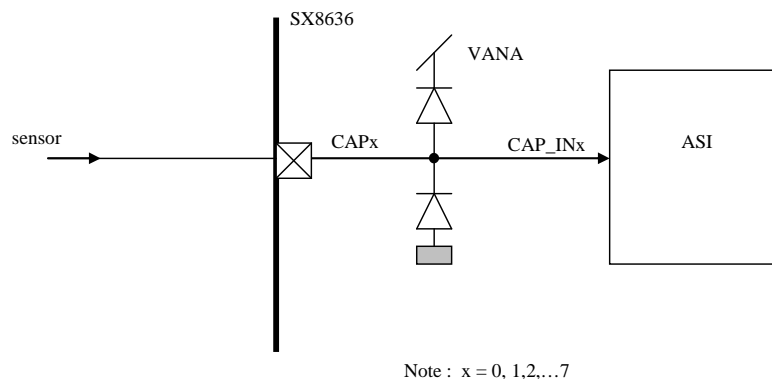 SX8636
VANA
sensor
CAPx
CAP_INx
ASI
Note : x = 0, 1,2,…7